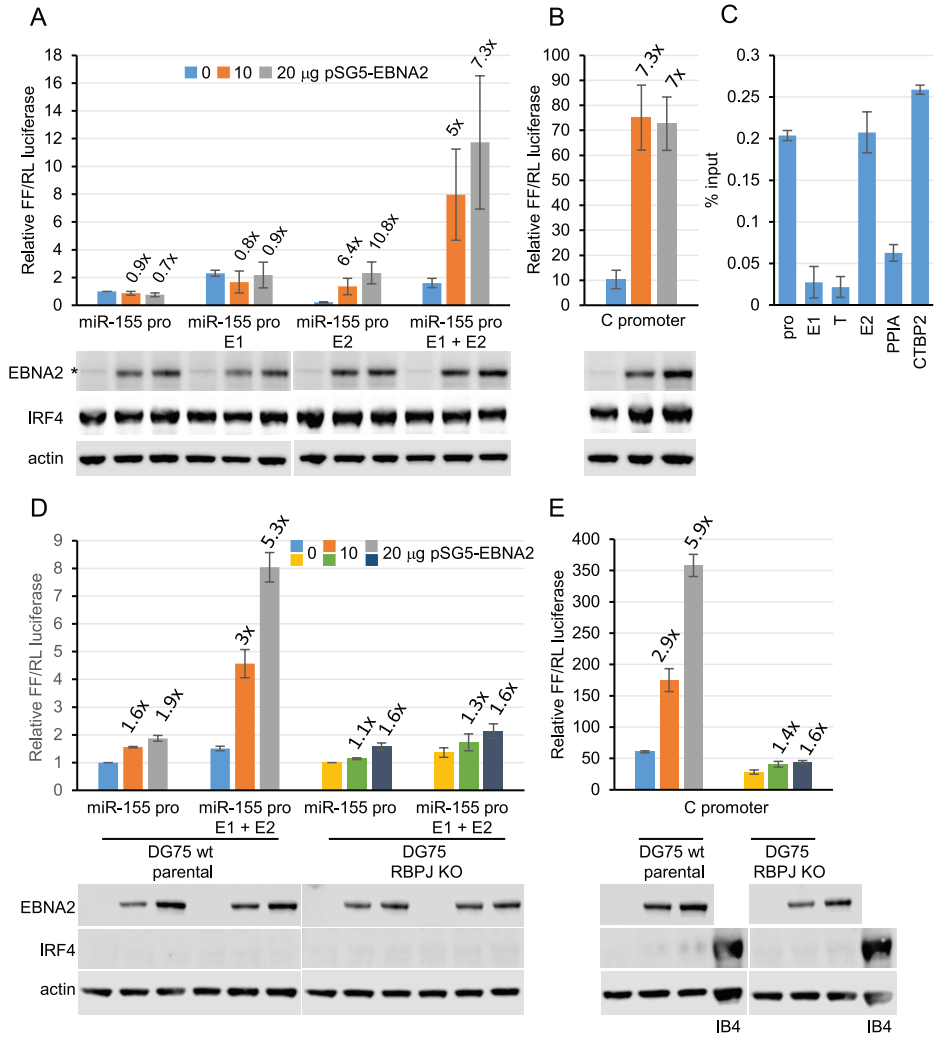 A
Relative FF/RL luciferase
18
16
14
12
10
8
6
4
2
0
0 10 20 μg pSG5-EBNA2
0.9x 0.7x 0.8x 0.9x 6.4x 10.8x 5x 7.3x
miR-155 pro miR-155 pro miR-155 pro miR-155 pro
E1 E2 E1 + E2
EBNA2 *
IRF4
actin
B
Relative FF/RL luciferase
100
90
80
70
60
50
40
30
20
10
0
7.3x 7x
C promoter
C
% input
0.3
0.25
0.2
0.15
0.1
0.05
0
pro E1 T E2 PPIA CTBP2
D
Relative FF/RL luciferase
9
8
7
6
5
4
3
2
1
0
0 10 20 μg pSG5-EBNA2
1.6x 1.9x 3x 5.3x 1.1x 1.6x 1.3x 1.6x
miR-155 pro miR-155 pro miR-155 pro miR-155 pro
E1 + E2 E1 + E2
DG75 wt DG75
parental RBPJ KO
EBNA2
IRF4
actin
E
Relative FF/RL luciferase
400
350
300
250
200
150
100
50
0
2.9x 5.9x 1.4x 1.6x
C promoter
DG75 wt DG75
parental RBPJ KO
IB4 IB4